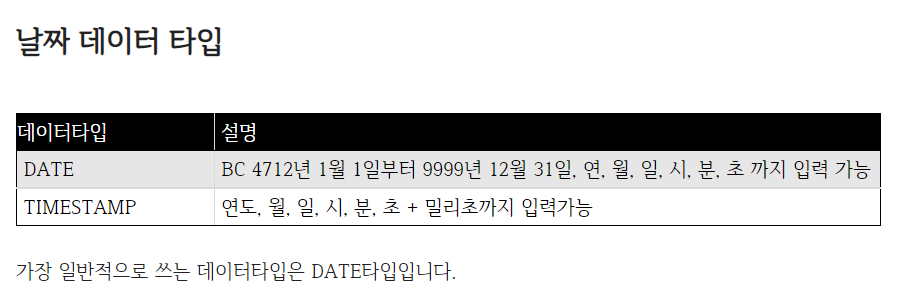 날짜 데이터 타입
데이터타입 설명
DATE BC 4712년 1월 1일부터 9999년 12월 31일, 연, 월, 일, 시, 분, 초 까지 입력 가능
TIMESTAMP 연도, 월, 일, 시, 분, 초 + 밀리초까지 입력가능
가장 일반적으로 쓰는 데이터타입은 DATE타입입니다.